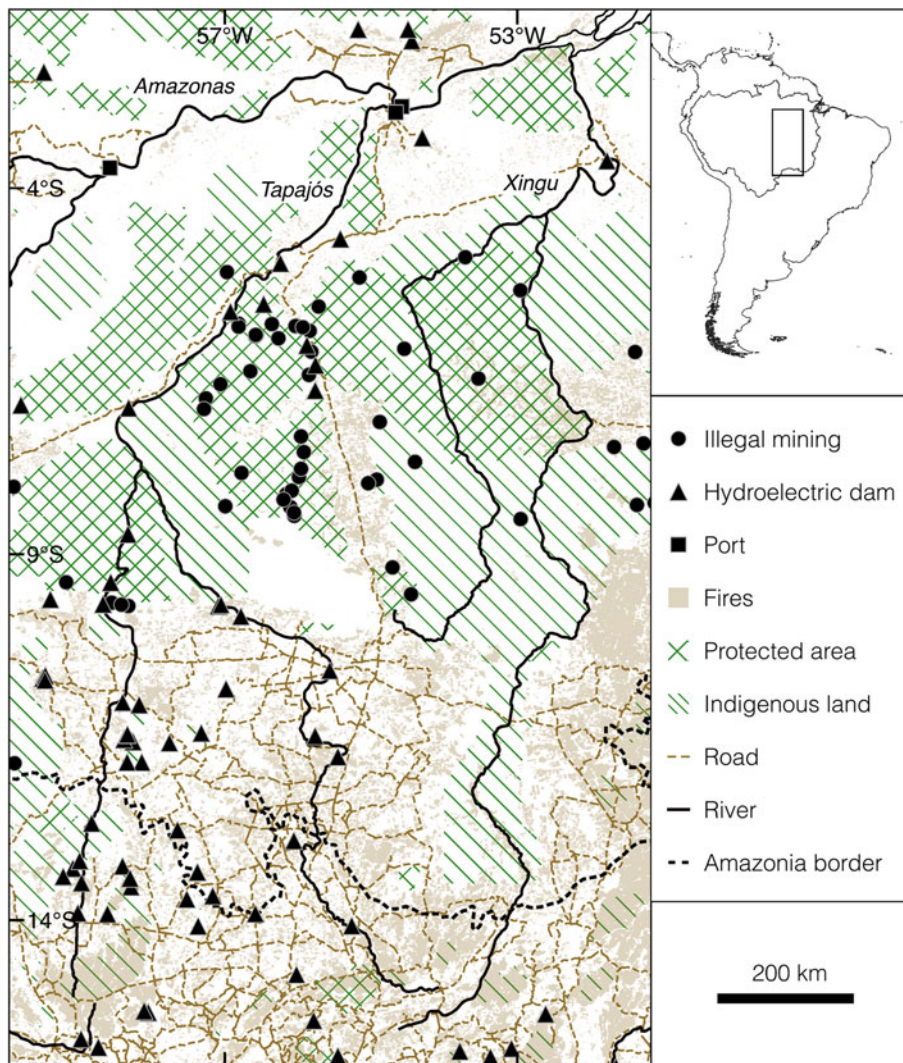 57°W
53°W
Amazonas
Tapajós
Xingu
4°S
9°S
14°S
Illegal mining
Hydroelectric dam
Port
Fires
Protected area
Indigenous land
Road
River
Amazonia border
200 km